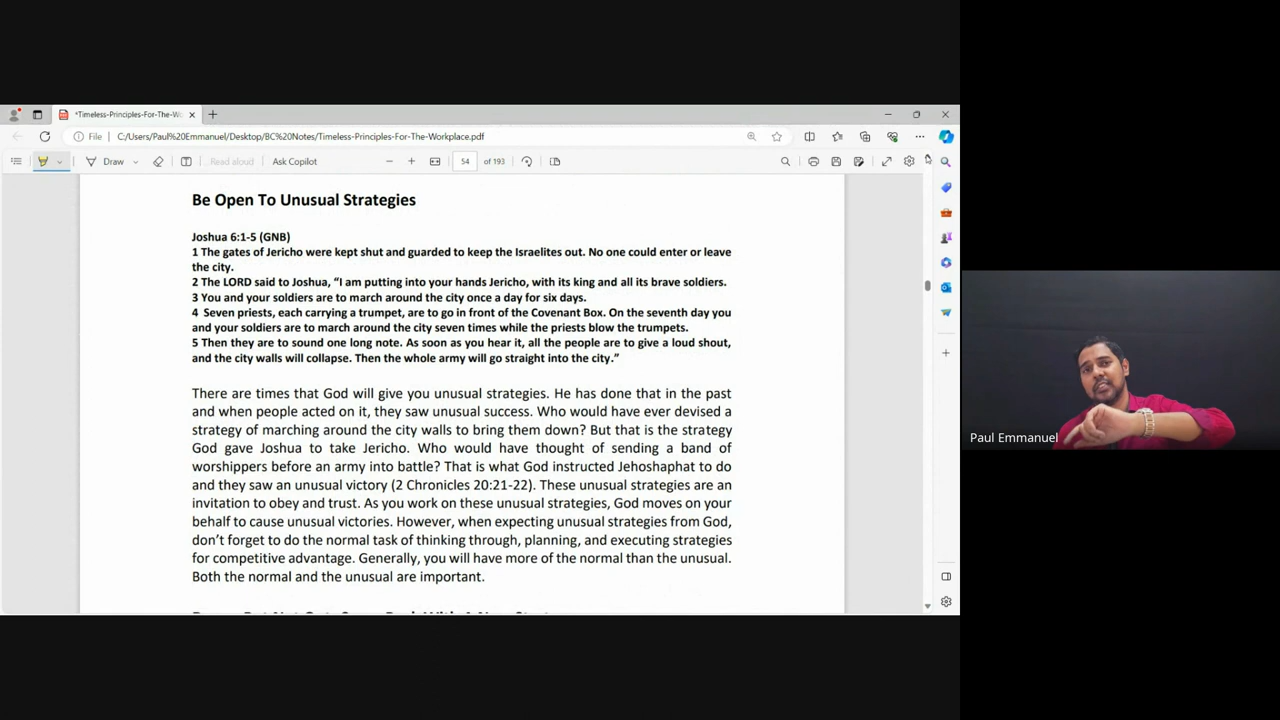 *Timeless-Principles-For-The-Wo
File
C:/Users/Paul%20Emmanuel/Desktop/BC%20Notes/Timeless-Principles-For-The-Workplace.pdf
Draw
Read aloud
Ask Copilot
54
of 193
Be Open To Unusual Strategies
Joshua 6:1-5 (GNB)
1 The gates of Jericho were kept shut and guarded to keep the Israelites out. No one could enter or leave
the city.
2 The LORD said to Joshua, “I am putting into your hands Jericho, with its king and all its brave soldiers.
3 You and your soldiers are to march around the city once a day for six days.
4 Seven priests, each carrying a trumpet, are to go in front of the Covenant Box. On the seventh day you
and your soldiers are to march around the city seven times while the priests blow the trumpets.
5 Then they are to sound one long note. As soon as you hear it, all the people are to give a loud shout,
and the city walls will collapse. Then the whole army will go straight into the city.”
There are times that God will give you unusual strategies. He has done that in the past
and when people acted on it, they saw unusual success. Who would have ever devised a
strategy of marching around the city walls to bring them down? But that is the strategy
God gave Joshua to take Jericho. Who would have thought of sending a band of
worshippers before an army into battle? That is what God instructed Jehoshaphat to do
and they saw an unusual victory (2 Chronicles 20:21-22). These unusual strategies are an
invitation to obey and trust. As you work on these unusual strategies, God moves on your
behalf to cause unusual victories. However, when expecting unusual strategies from God,
don’t forget to do the normal task of thinking through, planning, and executing strategies
for competitive advantage. Generally, you will have more of the normal than the unusual.
Both the normal and the unusual are important.
Paul Emmanuel